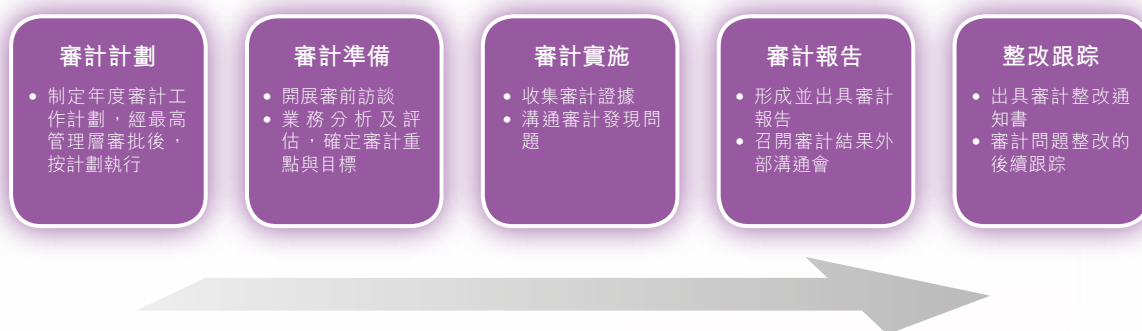 審計計劃
• 制定年度審計工
作計劃，經最高
管理層審批後，
按計劃執行
審計準備
• 開展審前訪談
• 業務分析及評
估，確定審計重
點與目標
審計實施
• 收集審計證據
• 溝通審計發現問
題
審計報告
• 形成並出具審計
報告
• 召開審計結果外
部溝通會
整改跟踪
• 出具審計整改通
知書
• 審計問題整改的
後續跟踪